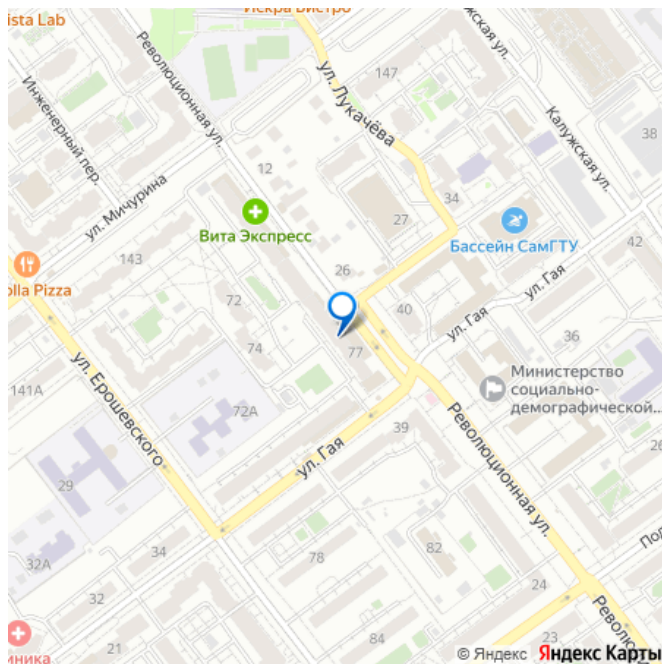 Искра Бистро
ista Lab
Революционная ул.
ул. Лукачёва
147
Калужская ул.
38
Инженерный пер.
12
ул. Мичурина
34
27
Вита Экспресс
Бассейн СамГТУ
42
143
olla Pizza
26
ул. Гая
72
40
ул. Гая
36
74
77
Министерство
социально-
демографической...
141А
ул. Ерошевского
72А
39
Революционная ул.
ул. Гая
26
29
82
34
78
32А
32
24
21
84
23
иника
© Яндекс Яндекс Карты